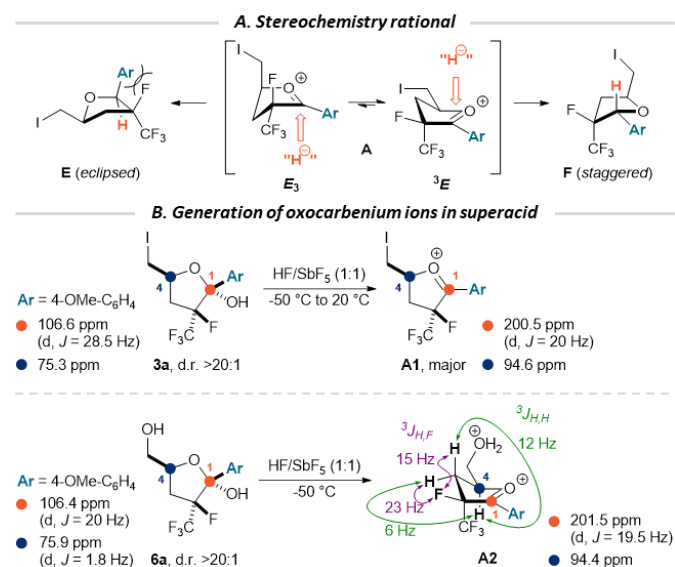 A. Stereochemistry rational
I
O
Ar
F
H
CF₃
E (eclipsed)
I
F
O
⊕
Ar
CF₃
"H⊖"
E₃
A
"H⊖"
I
O
⊕
F
Ar
CF₃
³E
I
H
F
O
Ar
CF₃
F (staggered)
B. Generation of oxocarbenium ions in superacid
Ar = 4-OMe-C₆H₄
106.6 ppm
(d, J = 28.5 Hz)
75.3 ppm
I
O
1
Ar
4
OH
F₃C
F
3a, d.r. >20:1
HF/SbF₅ (1:1)
-50 °C to 20 °C
I
⊕
O
1
4
Ar
F₃C
F
A1, major
200.5 ppm
(d, J = 20 Hz)
94.6 ppm
Ar = 4-OMe-C₆H₄
106.4 ppm
(d, J = 20 Hz)
75.9 ppm
(d, J = 1.8 Hz)
OH
O
1
Ar
4
OH
F₃C
F
6a, d.r. >20:1
HF/SbF₅ (1:1)
-50 °C
³J_H,F
15 Hz
23 Hz
6 Hz
³J_H,H
12 Hz
H
⊕
OH₂
4
H
F
O
⊕
1
H
Ar
CF₃
A2
201.5 ppm
(d, J = 19.5 Hz)
94.4 ppm